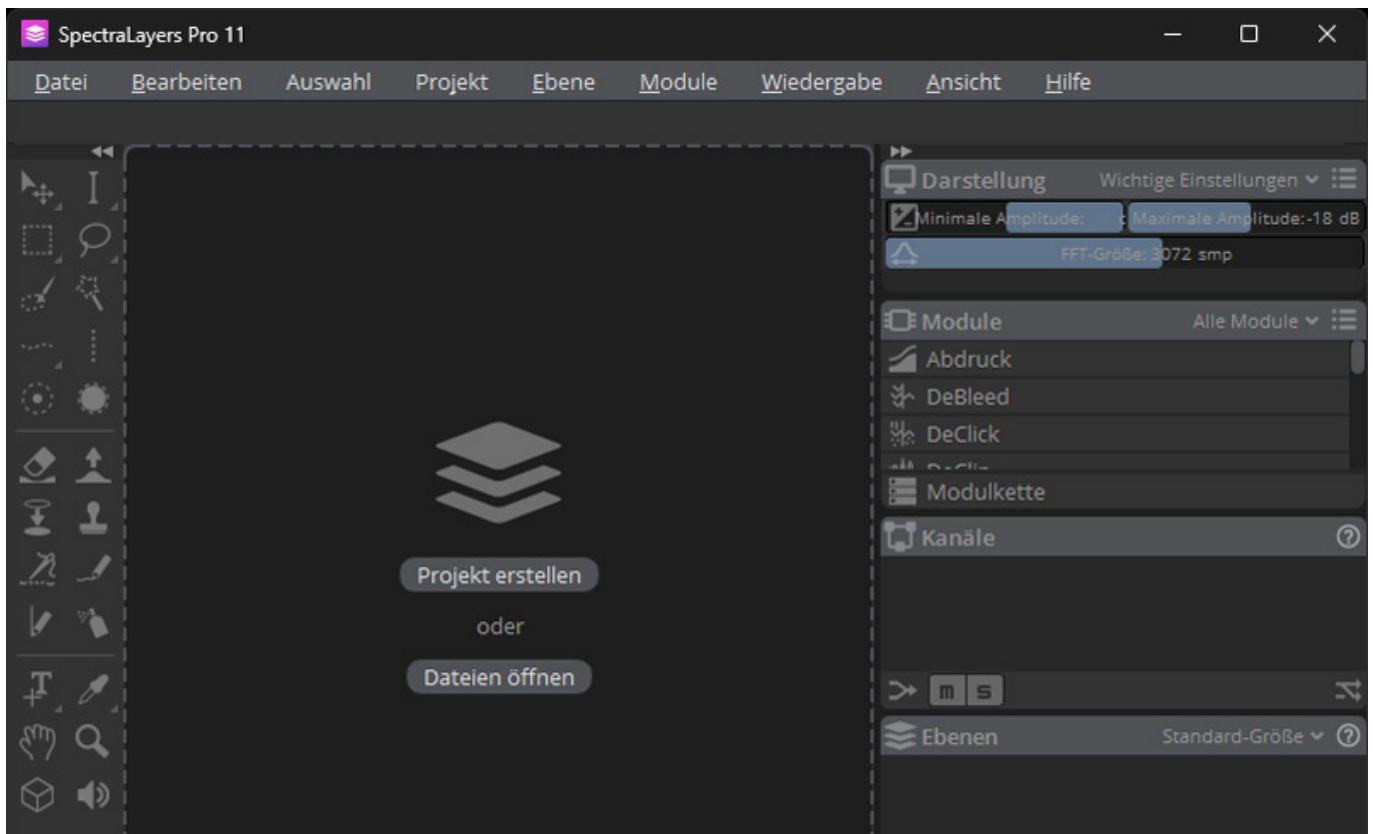 SpectraLayers Pro 11
Datei Bearbeiten Auswahl Projekt Ebene Module Wiedergabe Ansicht Hilfe
Darstellung Wichtige Einstellungen
Minimale Amplitude: Maximale Amplitude:-18 dB
FFT-Größe: 3072 smp
Module Alle Module
Abdruck
DeBleed
DeClick
Modulkette
Kanäle
Projekt erstellen
oder
Dateien öffnen
m s
Ebenen Standard-Größe